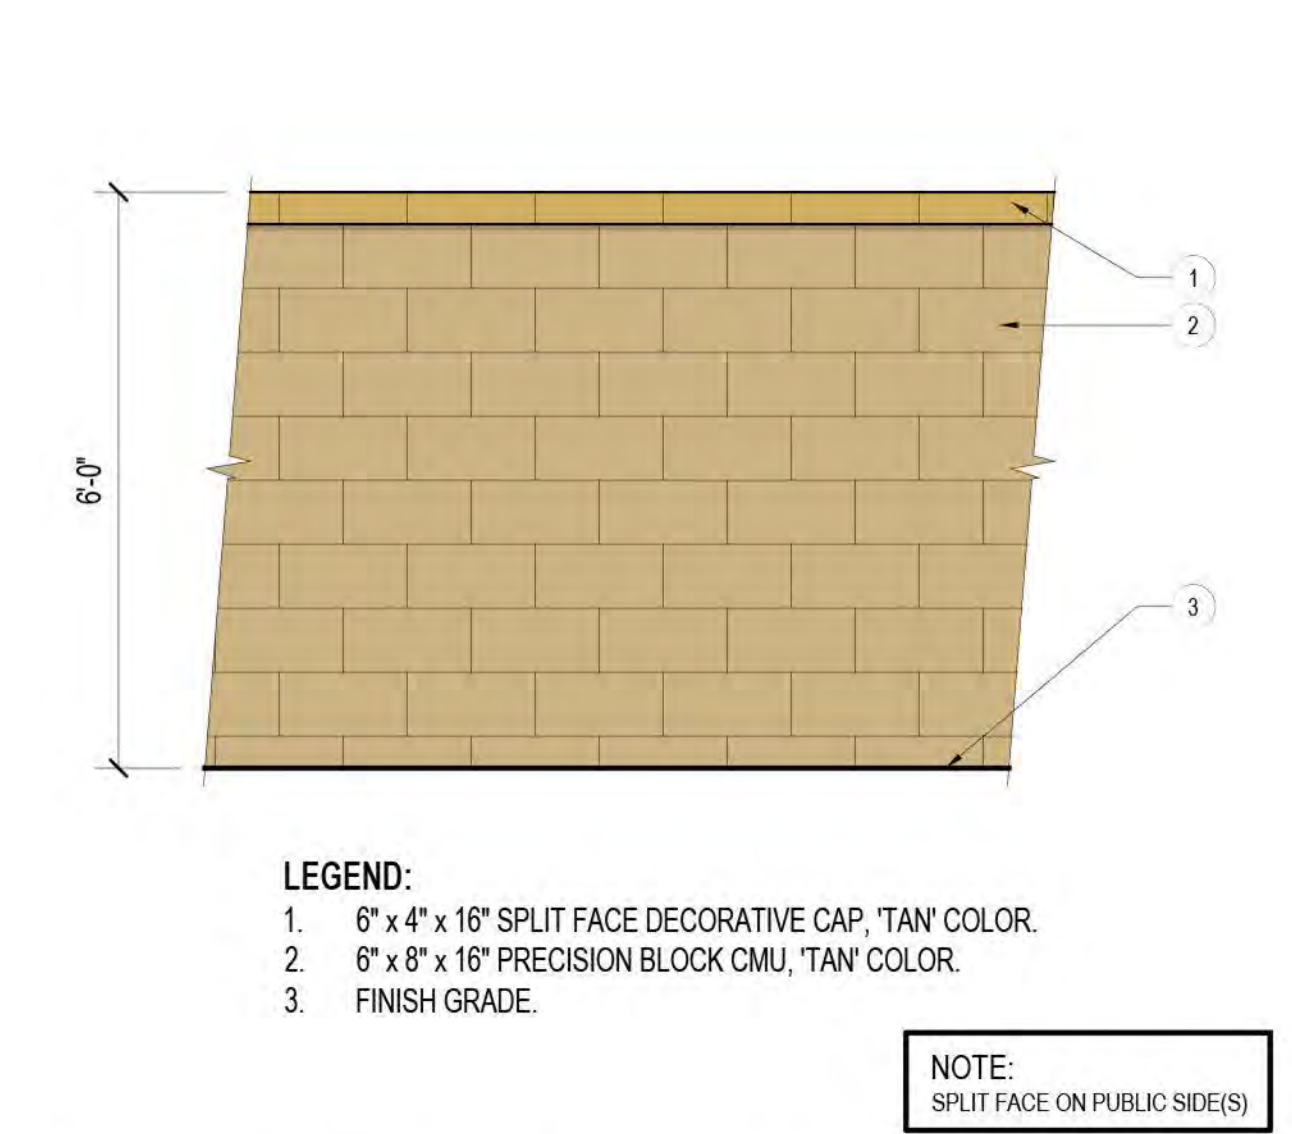 1
2
6'-0"
3
LEGEND:
1. 6" x 4" x 16" SPLIT FACE DECORATIVE CAP, 'TAN' COLOR.
2. 6" x 8" x 16" PRECISION BLOCK CMU, 'TAN' COLOR.
3. FINISH GRADE.
NOTE:
SPLIT FACE ON PUBLIC SIDE(S)